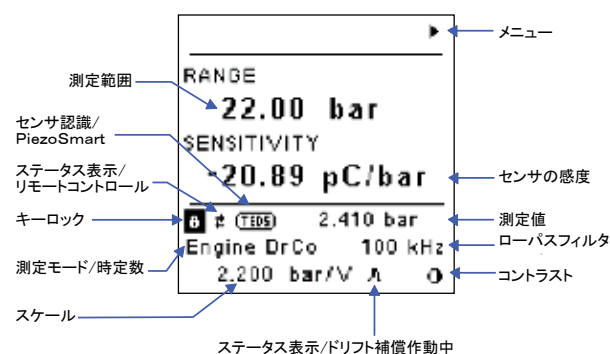 メニュー
RANGE
測定範囲
22.00 bar
センサ認識/
PiezoSmart
SENSITIVITY
ステータス表示/
リモートコントロール
-20.89 pC/bar
センサの感度
キーロック
TEDS
2.410 bar
測定値
Engine DrCo 100 kHz
ローパスフィルタ
測定モード/時定数
2.200 bar/V
コントラスト
スケール
ステータス表示/ドリフト補償作動中